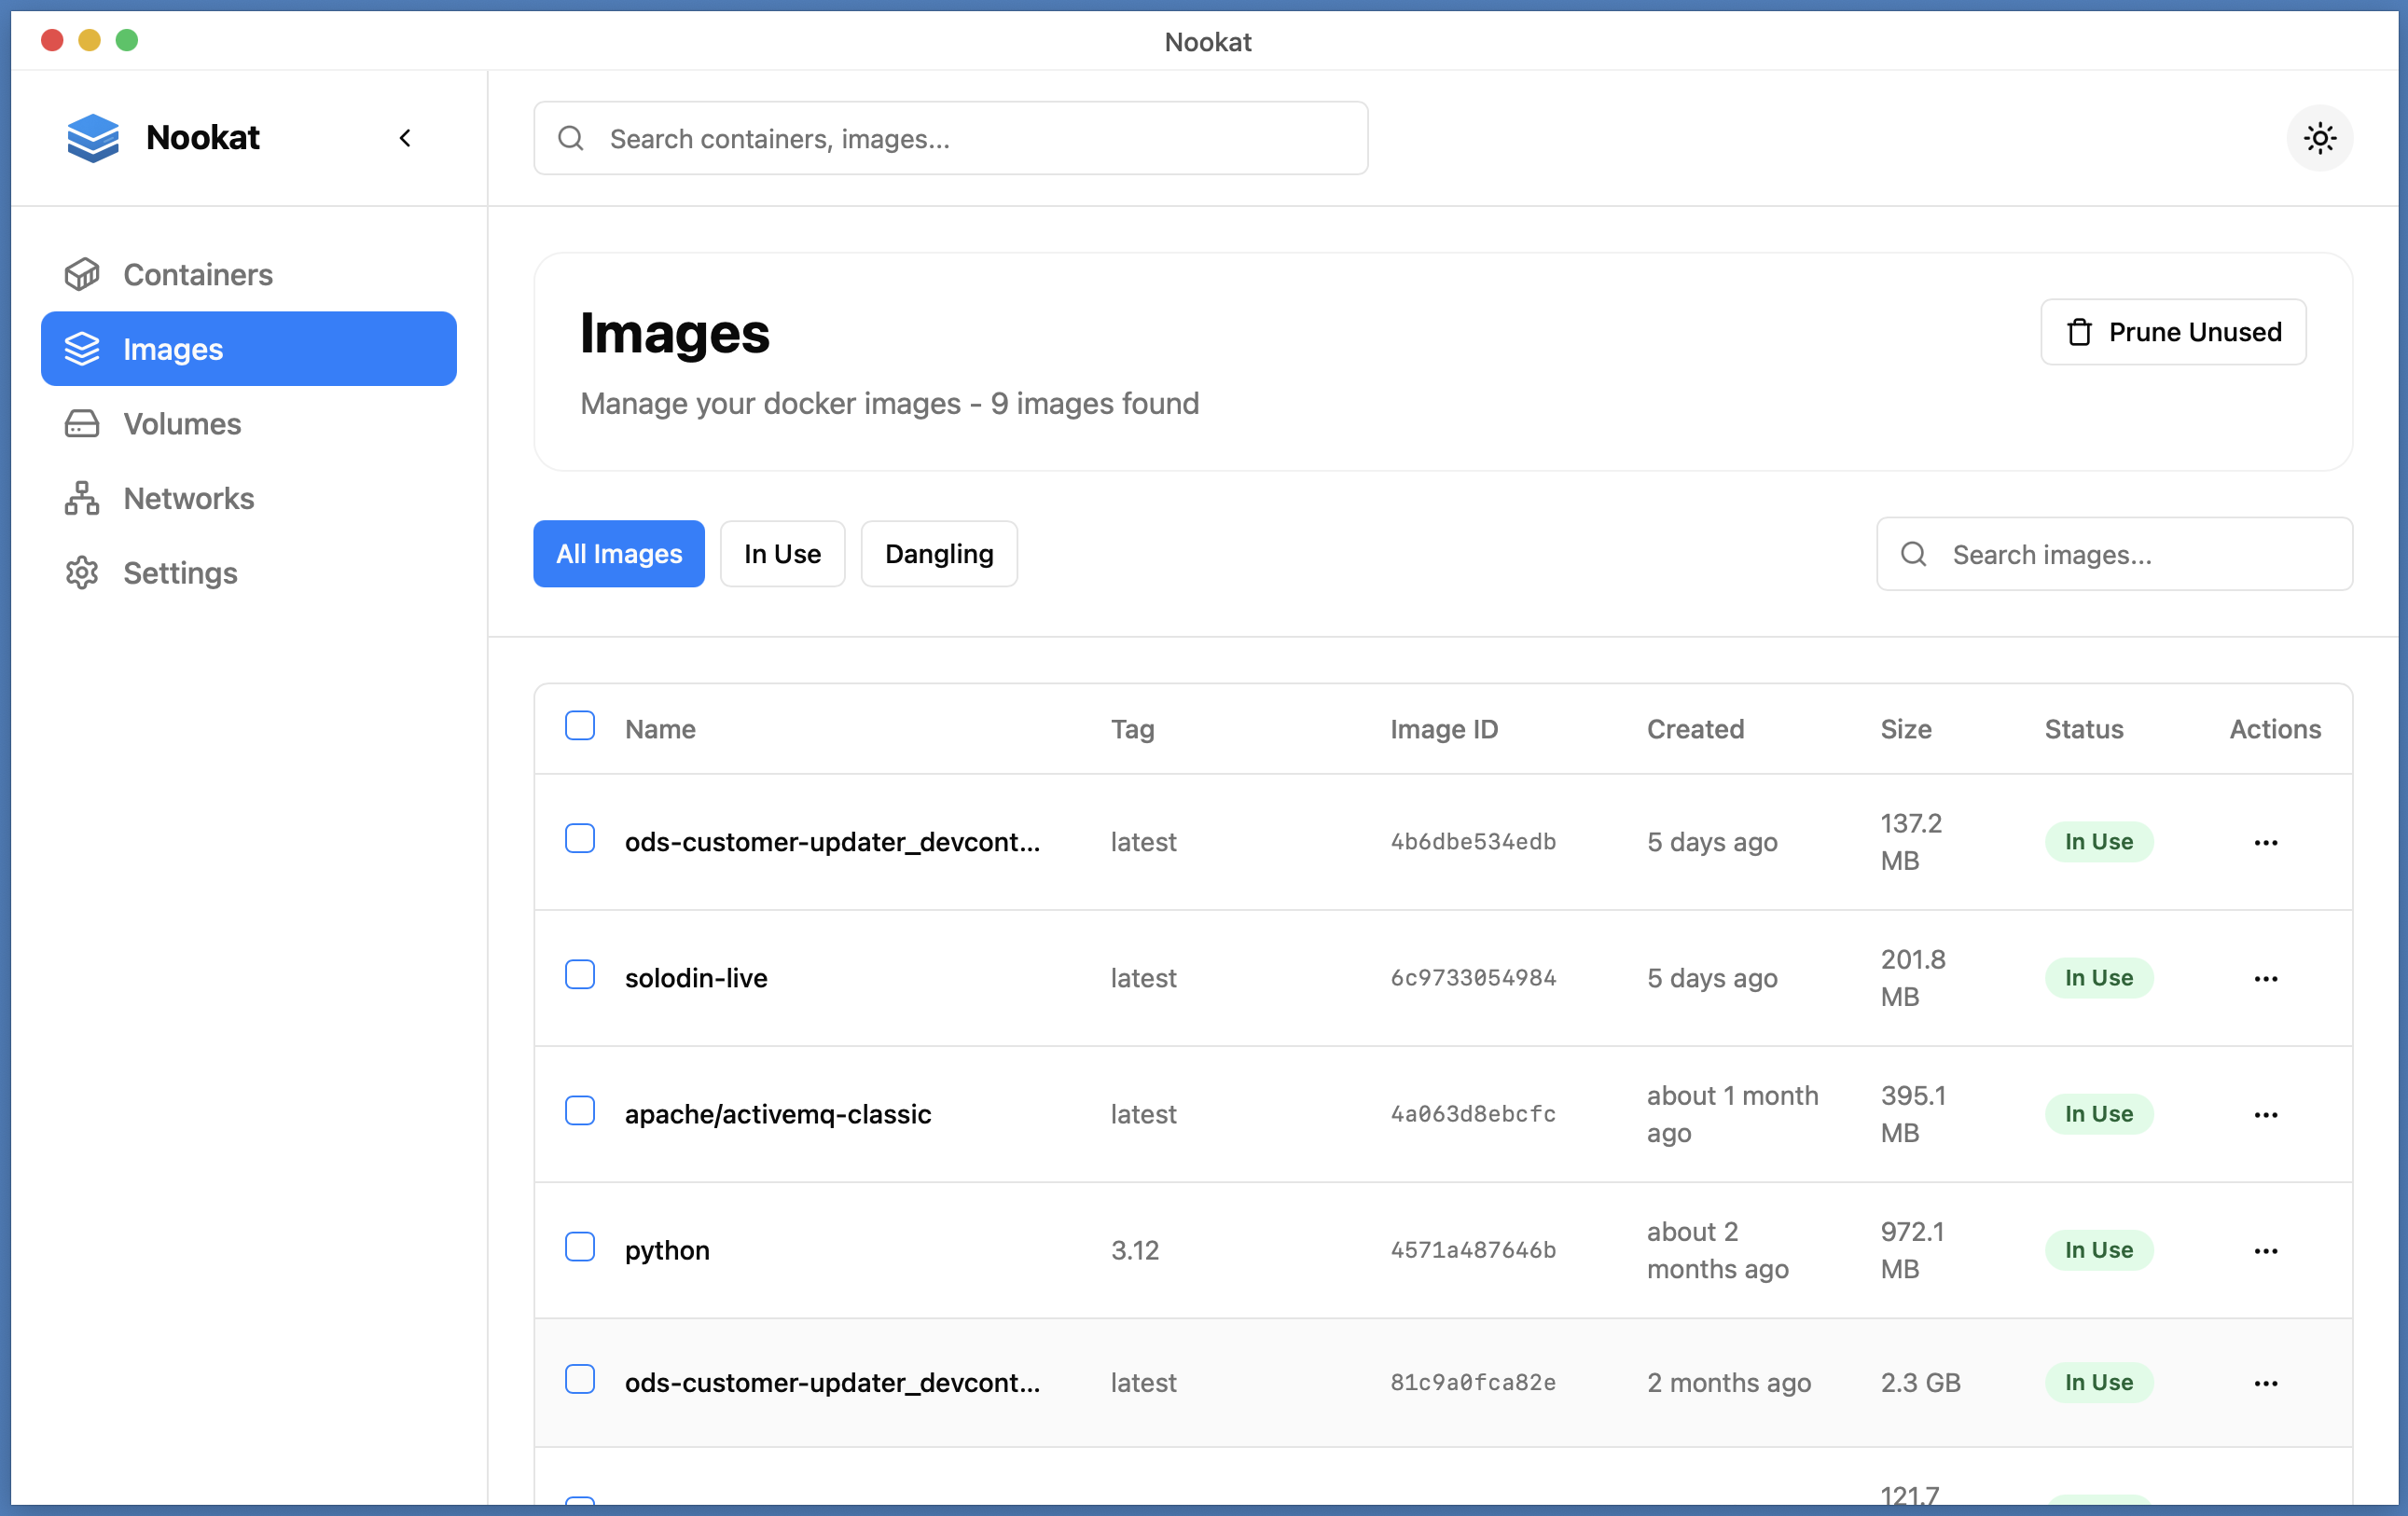 Nookat
Nookat
Search containers, images...
Containers
Images
Volumes
Networks
Settings
Images
Manage your docker images - 9 images found
Prune Unused
All Images
In Use
Dangling
Search images...
Name Tag Image ID Created Size Status Actions
ods-customer-updater_devcont... latest 4b6dbe534edb 5 days ago 137.2 MB In Use
solodin-live latest 6c9733054984 5 days ago 201.8 MB In Use
apache/activemq-classic latest 4a063d8ebcfc about 1 month ago 395.1 MB In Use
python 3.12 4571a487646b about 2 months ago 972.1 MB In Use
ods-customer-updater_devcont... latest 81c9a0fca82e 2 months ago 2.3 GB In Use
121.7